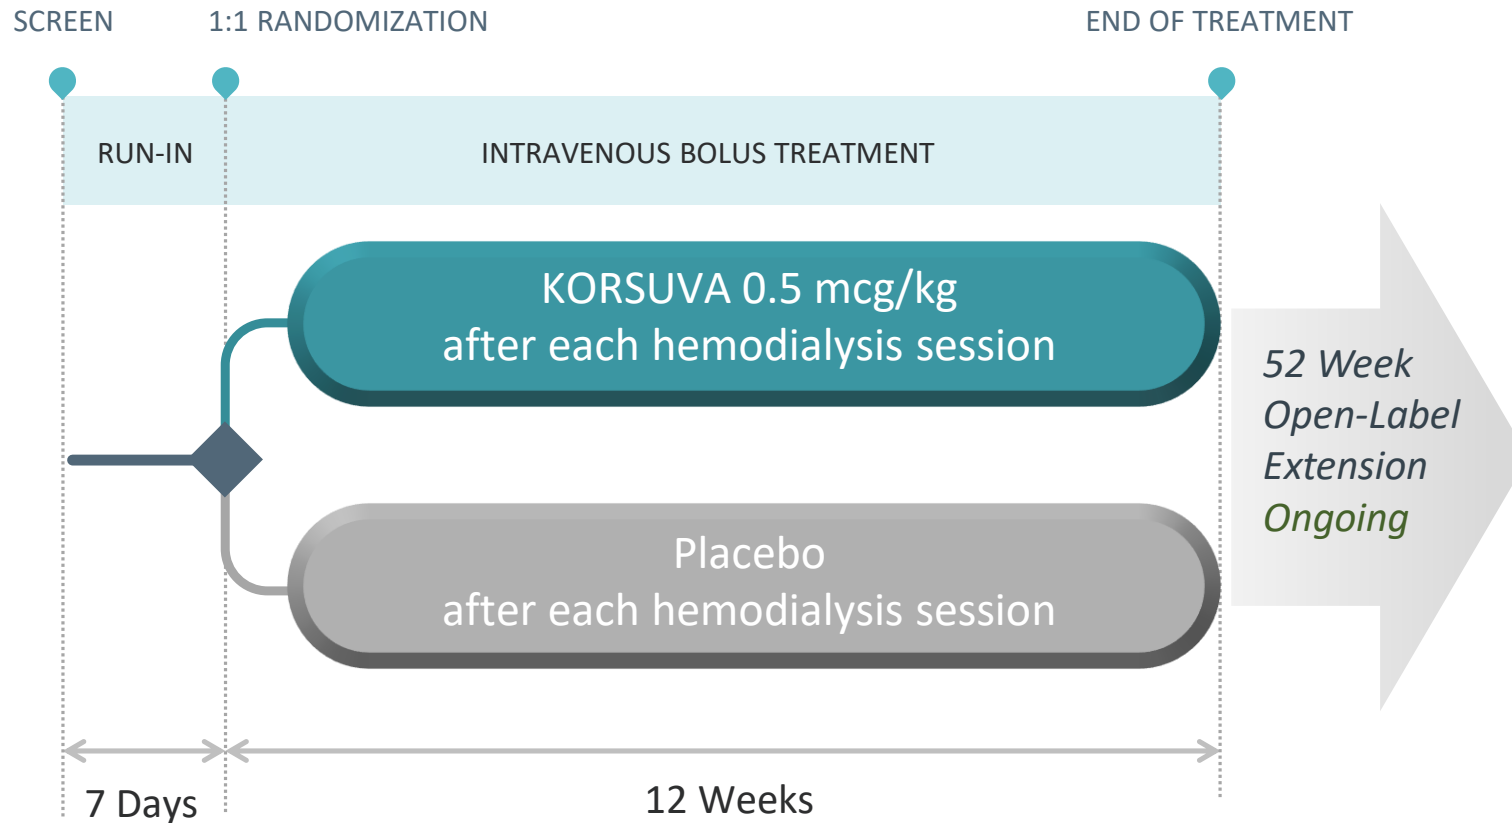 SCREEN
1:1 RANDOMIZATION
END OF TREATMENT
RUN-IN
INTRAVENOUS BOLUS TREATMENT
KORSUVA 0.5 mcg/kg
after each hemodialysis session
52 Week
Open-Label
Extension
Ongoing
Placebo
after each hemodialysis session
7 Days
12 Weeks